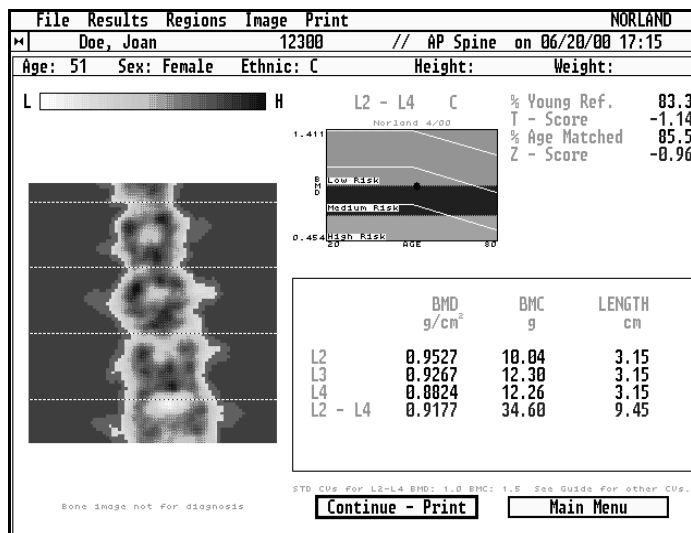 File Results Regions Image Print NORLAND
Doe, Joan 12300 // AP Spine on 06/20/00 17:15
Age: 51 Sex: Female Ethnic: C Height: Weight:
L H
L2 - L4 C
Norland 4/00
1.411
BMD
Low Risk
Medium Risk
High Risk
0.454
20 AGE 80
% Young Ref. 83.3
T - Score -1.14
% Age Matched 85.5
Z - Score -0.96
BMD BMC LENGTH
g/cm² g cm
L2 0.9527 10.04 3.15
L3 0.9267 12.30 3.15
L4 0.8824 12.26 3.15
L2 - L4 0.9177 34.60 9.45
STD CVs for L2-L4 BMD: 1.0 BMC: 1.5 See Guide for other CVs.
Bone image not for diagnosis
Continue - Print Main Menu